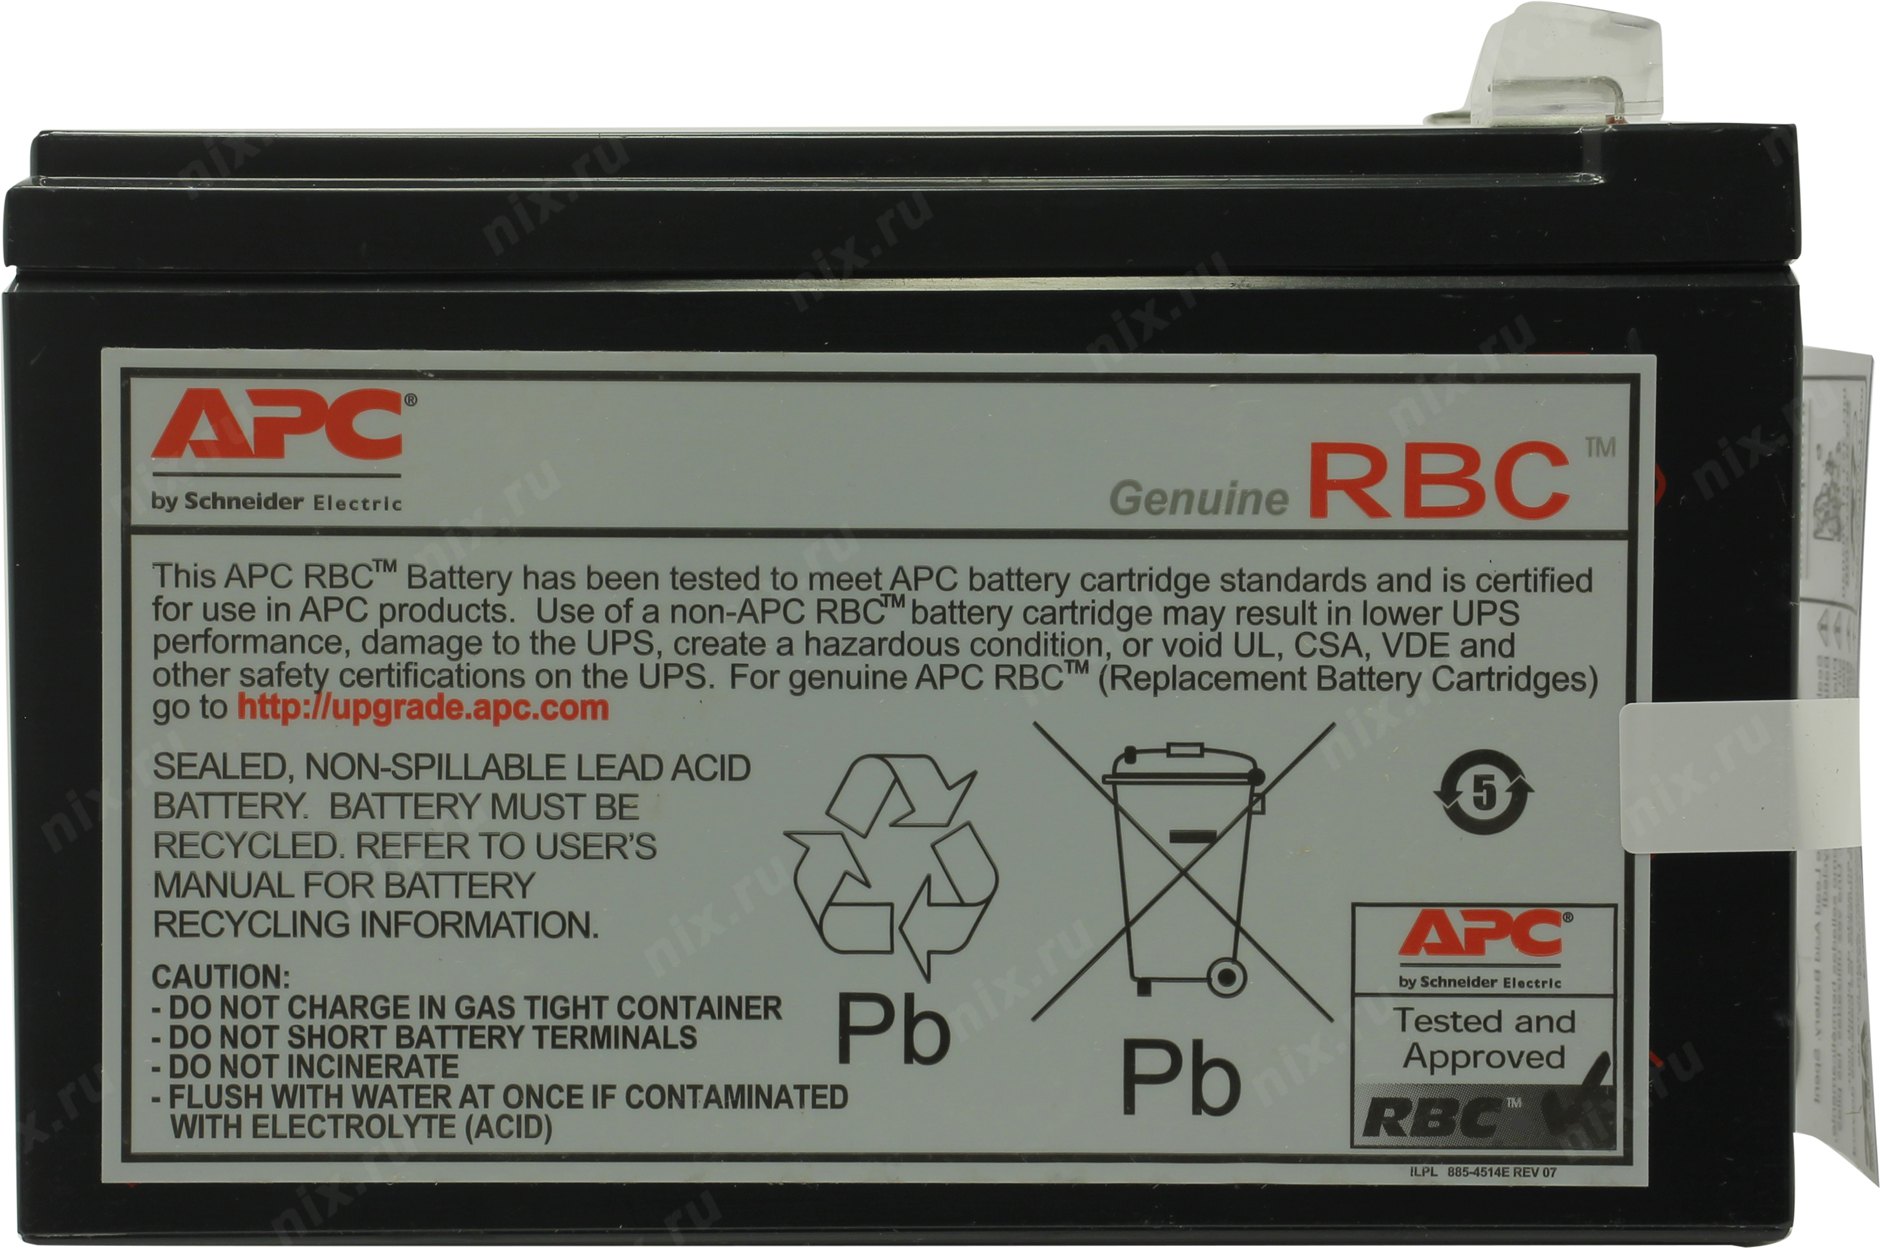 APC®
by Schneider Electric
Genuine RBC™
This APC RBC™ Battery has been tested to meet APC battery cartridge standards and is certified
for use in APC products. Use of a non-APC RBC™ battery cartridge may result in lower UPS
performance, damage to the UPS, create a hazardous condition, or void UL, CSA, VDE and
other safety certifications on the UPS. For genuine APC RBC™ (Replacement Battery Cartridges)
go to http://upgrade.apc.com
SEALED, NON-SPILLABLE LEAD ACID
BATTERY. BATTERY MUST BE
RECYCLED. REFER TO USER'S
MANUAL FOR BATTERY
RECYCLING INFORMATION.
CAUTION:
- DO NOT CHARGE IN GAS TIGHT CONTAINER
- DO NOT SHORT BATTERY TERMINALS
- DO NOT INCINERATE
- FLUSH WITH WATER AT ONCE IF CONTAMINATED
WITH ELECTROLYTE (ACID)
Pb
Pb
5
APC®
by Schneider Electric
Tested and
Approved
RBC™
ILPL 885-4514E REV 07
nix.ru